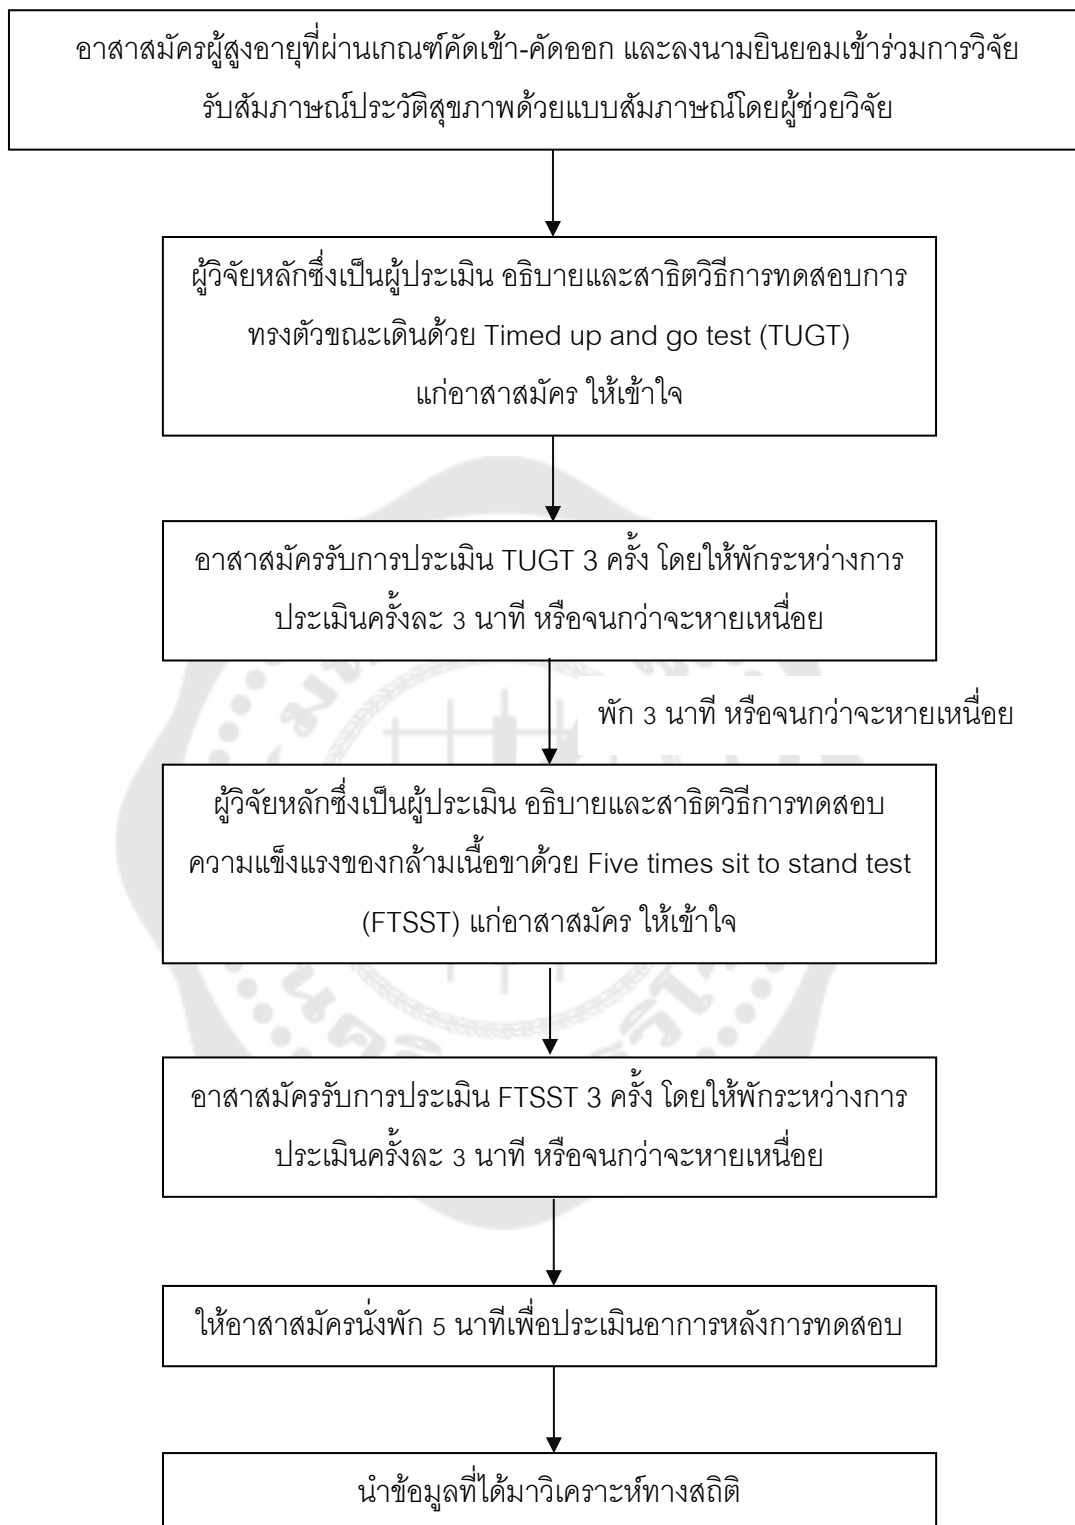 อาสาสมัครผู้สูงอายุที่ผ่านเกณฑ์คัดเข้า-คัดออก และลงนามยินยอมเข้าร่วมการวิจัย
รับสัมภาษณ์ประวัติสุขภาพด้วยแบบสัมภาษณ์โดยผู้ช่วยวิจัย
ผู้วิจัยหลักซึ่งเป็นผู้ประเมิน อธิบายและสาธิตวิธีการทดสอบการ
ทรงตัวขณะเดินด้วย Timed up and go test (TUGT)
แก่อาสาสมัคร ให้เข้าใจ
อาสาสมัครรับการประเมิน TUGT 3 ครั้ง โดยให้พักระหว่างการ
ประเมินครั้งละ 3 นาที หรือจนกว่าจะหายเหนื่อย
พัก 3 นาที หรือจนกว่าจะหายเหนื่อย
ผู้วิจัยหลักซึ่งเป็นผู้ประเมิน อธิบายและสาธิตวิธีการทดสอบ
ความแข็งแรงของกล้ามเนื้อขาด้วย Five times sit to stand test
(FTSST) แก่อาสาสมัคร ให้เข้าใจ
อาสาสมัครรับการประเมิน FTSST 3 ครั้ง โดยให้พักระหว่างการ
ประเมินครั้งละ 3 นาที หรือจนกว่าจะหายเหนื่อย
ให้อาสาสมัครนั่งพัก 5 นาทีเพื่อประเมินอาการหลังการทดสอบ
นำข้อมูลที่ได้มาวิเคราะห์ทางสถิติ